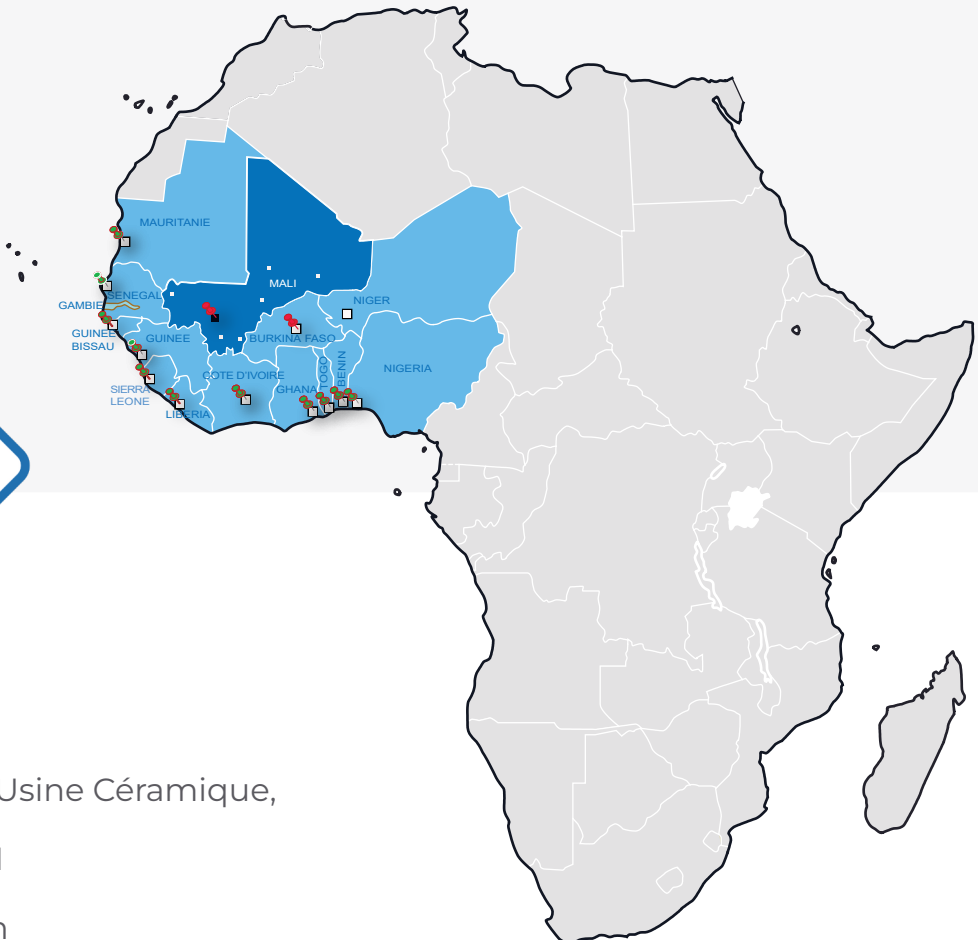 MAURITANIE
MALI
SENEGAL
GAMBIE
NIGER
GUINEE
BISSAU
GUINEE
BURKINA FASO
TOGO
BENIN
NIGERIA
COTE D'IVOIRE
GHANA
SIERRA
LEONE
LIBERIA
Usine Céramique,